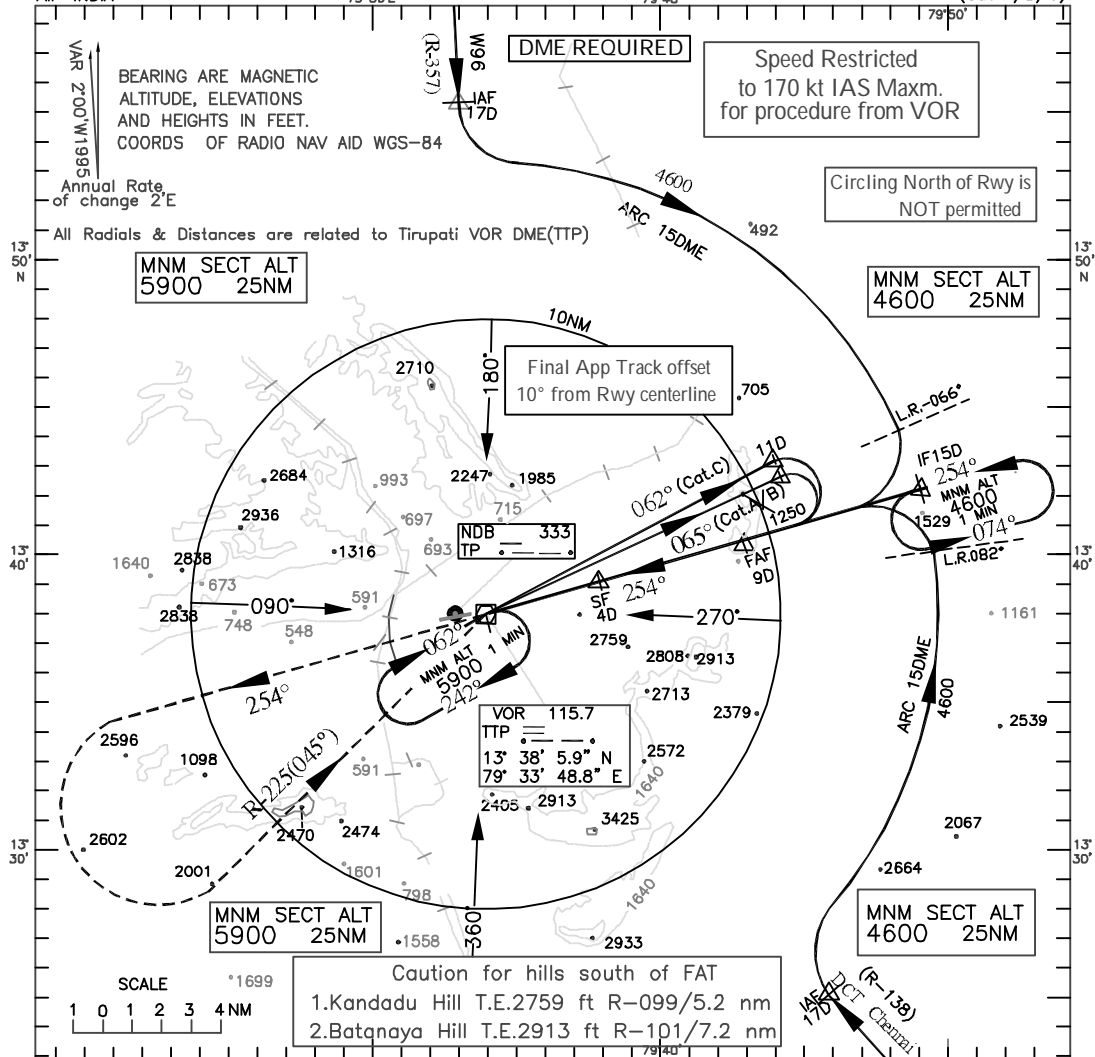 79°50'
VAR 2°00'W1995
Annual Rate
of change 2'E
BEARING ARE MAGNETIC
ALTITUDE, ELEVATIONS
AND HEIGHTS IN FEET.
COORDS OF RADIO NAV AID WGS-84
W96
(R-357)
IAF
17D
DME REQUIRED
Speed Restricted
to 170 kt IAS Maxm.
for procedure from VOR
Circling North of Rwy is
NOT permitted
4600
ARC 15DME
492
All Radials & Distances are related to Tirupati VOR DME(TTP)
13°
50'
N
13°
50'
N
MNM SECT ALT
5900 25NM
MNM SECT ALT
4600 25NM
10NM
180°
2710
Final App Track offset
10° from Rwy centerline
705
L.R.-066°
11D
IF15D
254°
MNM ALT
4600
1 MIN
1529
074°
L.R.082°
062° (Cat.C)
065° (Cat.A/B)
1250
2684
993
2247
1985
715
2936
697
693
1316
NDB 333
TP
2838
1640
673
13°
40'
13°
40'
FAF
9D
254°
SF
4D
591
090°
270°
2838
748
548
1161
062°
MNM ALT
5900 1 MIN
242°
2759
2808
2913
2713
2379
254°
VOR 115.7
TTP
13° 38' 5.9" N
79° 33' 48.8" E
ARC 15DME
4600
2539
2596
1098
591
R-225(045°)
2572
1640
2405
2913
3425
2470
2474
2067
2602
2001
1601
798
2664
13°
30'
13°
30'
1640
MNM SECT ALT
5900 25NM
360°
MNM SECT ALT
4600 25NM
1558
2933
1699
Caution for hills south of FAT
1.Kandadu Hill T.E.2759 ft R-099/5.2 nm
2.Batanaya Hill T.E.2913 ft R-101/7.2 nm
SCALE
1 0 1 2 3 4 NM
IAF
17D
(R-138)
DCT Chennai
79°40'